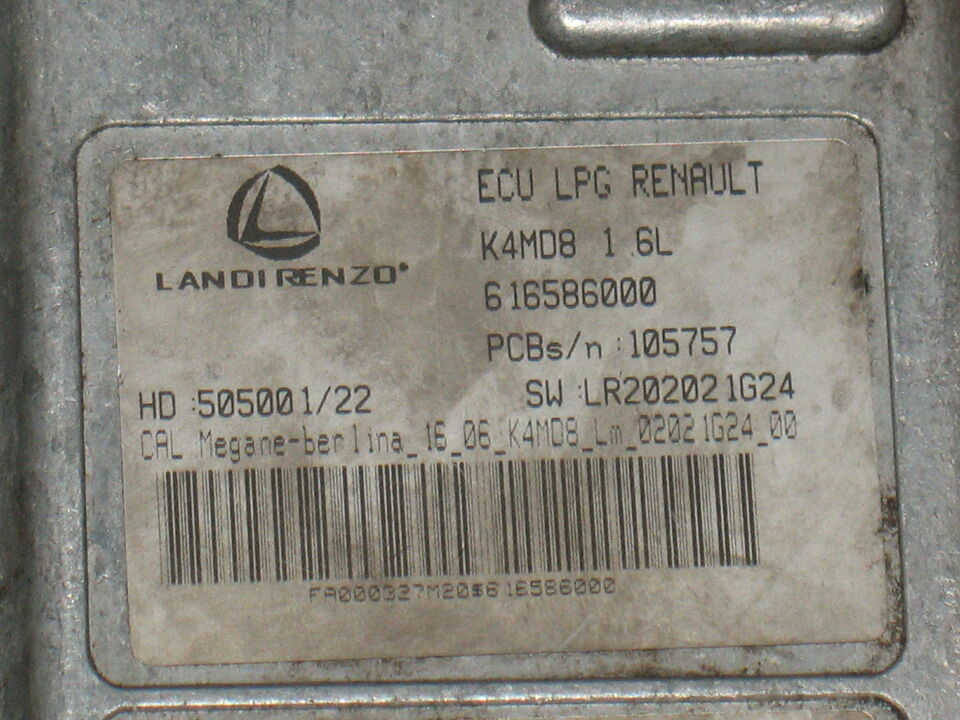 ECU LPG RENAULT
LANDIRENZO®
K4MD8 1.6L
616586000
PCBs/n :105757
HD :505001/22
SW :LR202021G24
CAL Megane-berlina_16_06_K4MD8_Lm_02021G24_00
FA000327M20$616586000